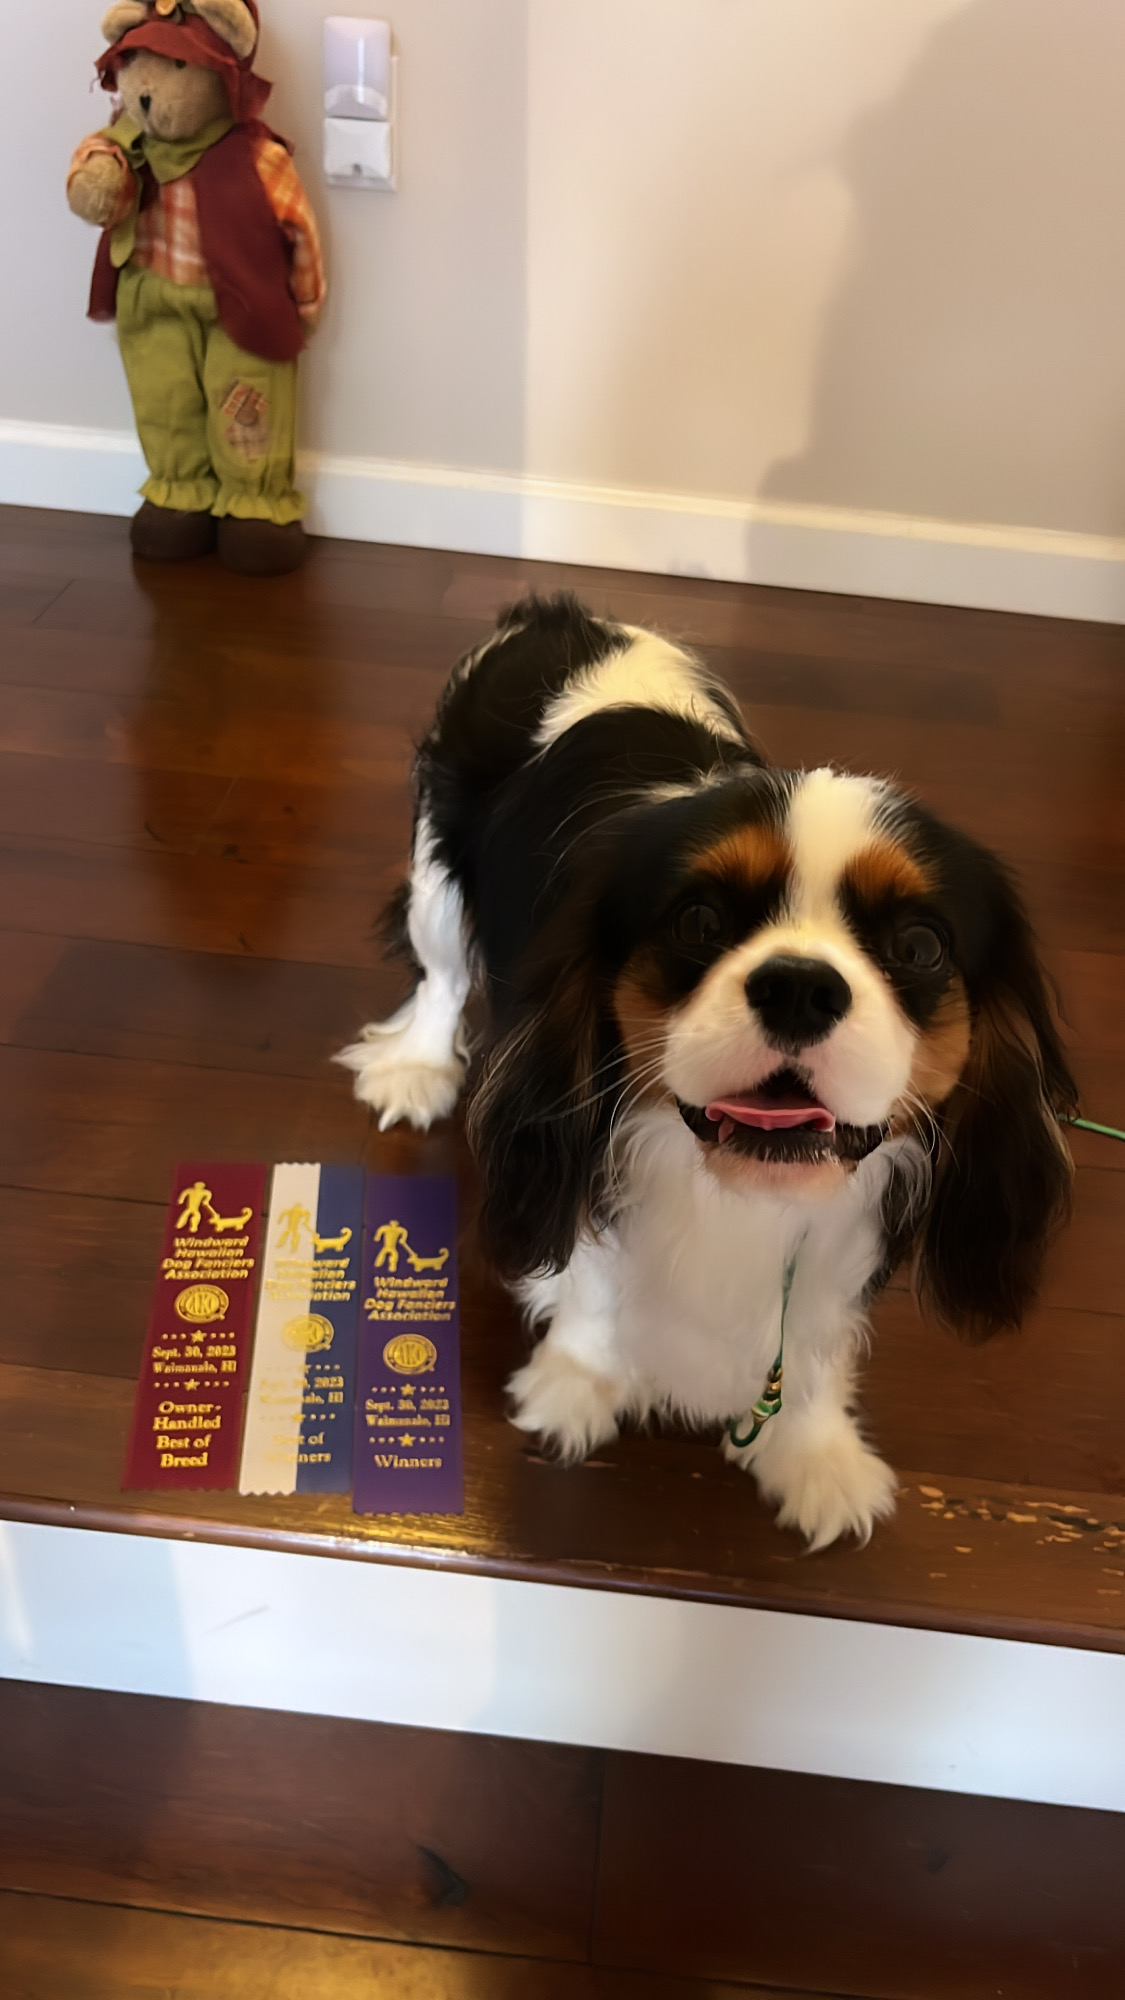 Windward
Hawaiian
Dog Fanciers
Association
AKC
Sept. 30, 2023
Waimanalo, HI
Owner-
Handled
Best of
Breed
Windward
Hawaiian
Dog Fanciers
Association
AKC
Sept. 30, 2023
Waimanalo, HI
Best of
Winners
Windward
Hawaiian
Dog Fanciers
Association
AKC
Sept. 30, 2023
Waimanalo, HI
Winners